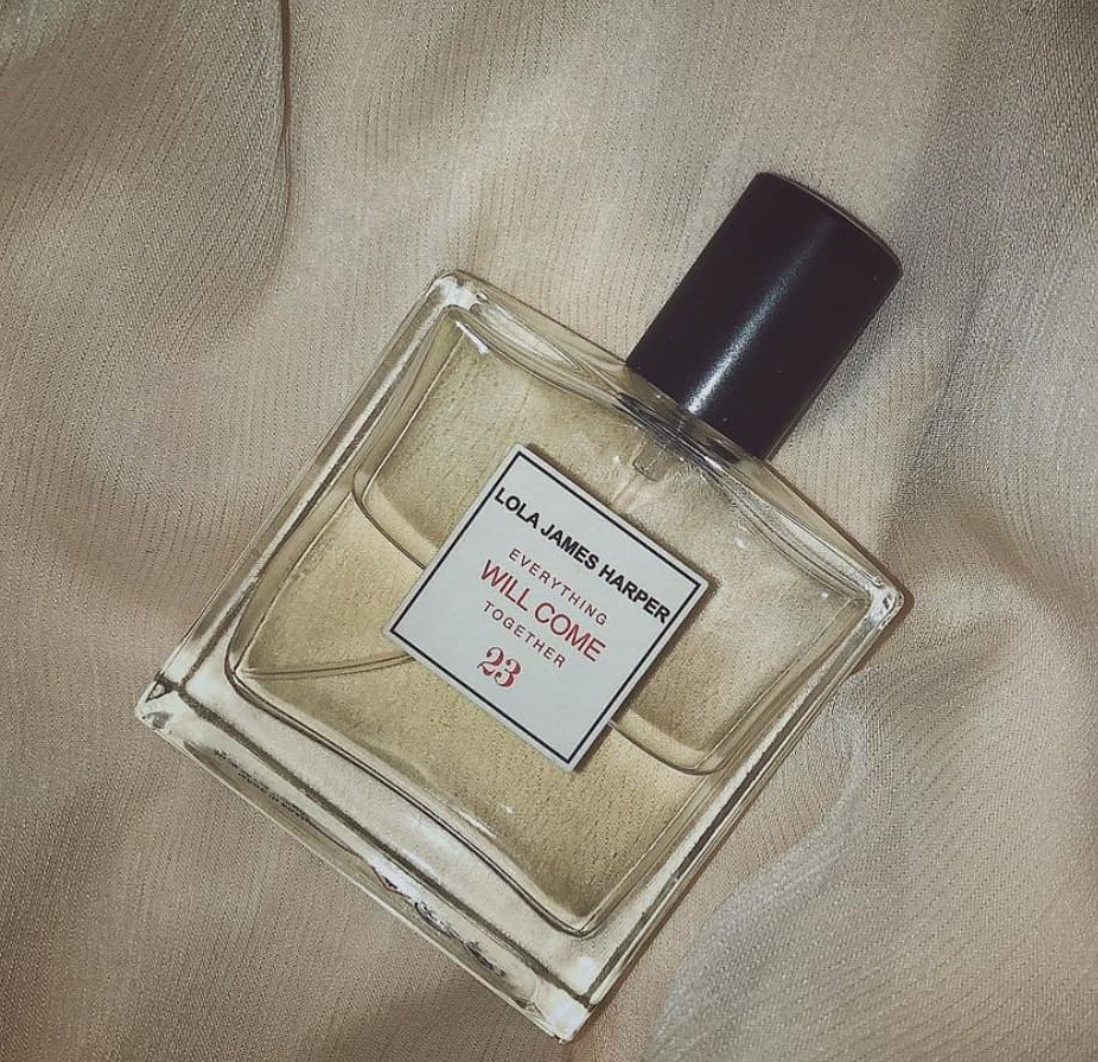 LOLA JAMES HARPER
EVERYTHING
WILL COME
TOGETHER
23